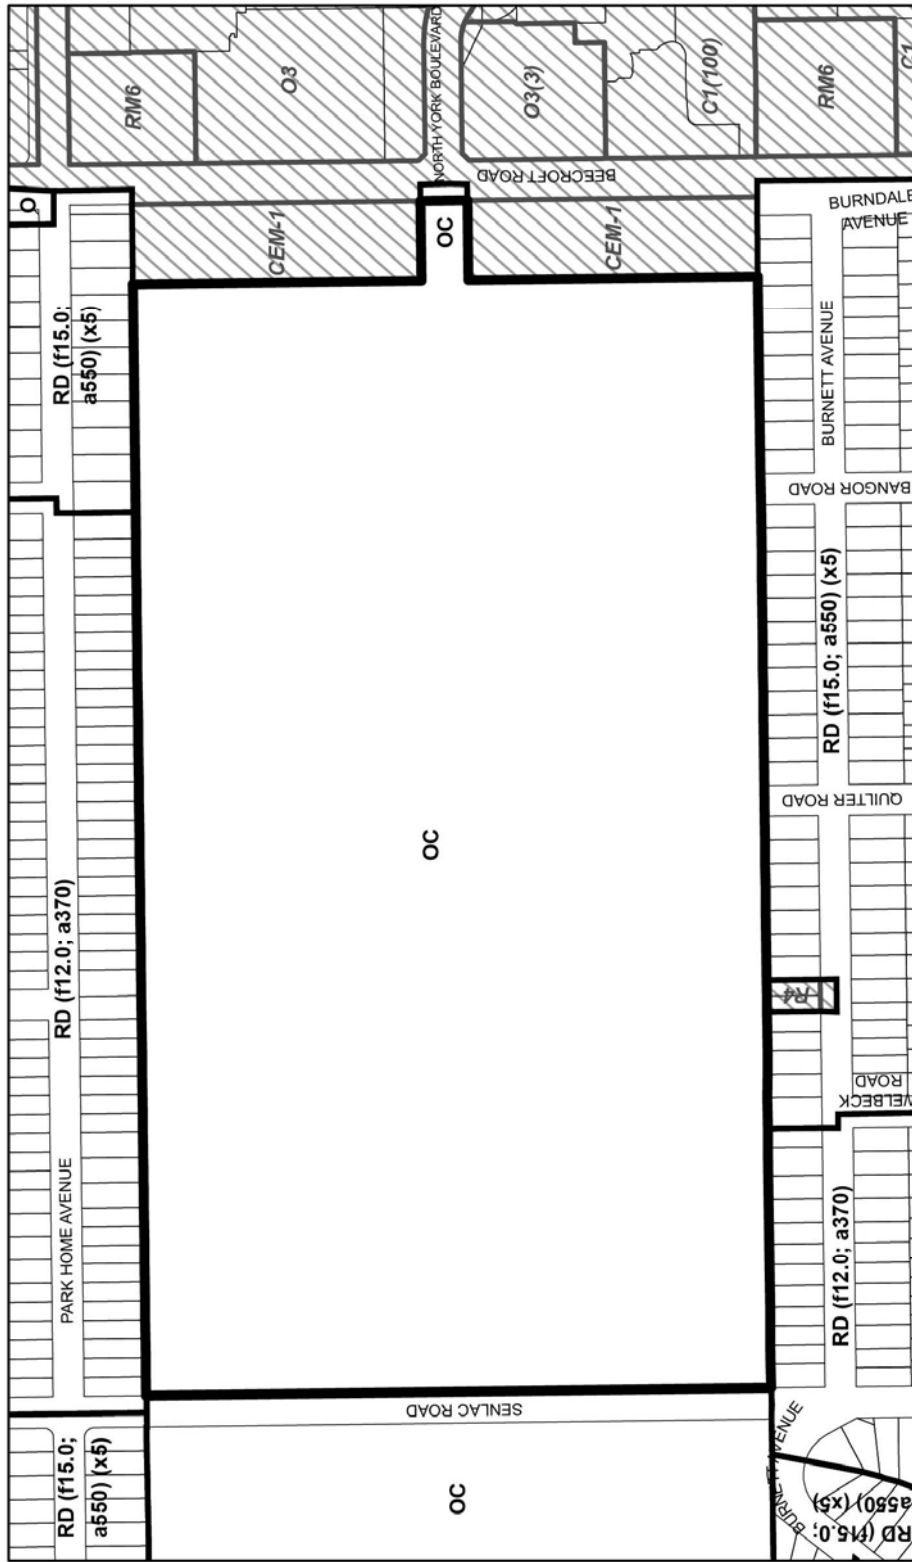 RD (f15.0;
a550) (x5)
PARK HOME AVENUE
RD (f12.0; a370)
RD (f15.0;
a550) (x5)
O
RM6
O3
NORTH YORK BOULEVARD
O3(3)
C1(100)
RM6
C1
BEECROFT ROAD
CEM-1
OC
CEM-1
OC
SENLAC ROAD
OC
BURNDALE
AVENUE
BURNETT AVENUE
BANGOR ROAD
RD (f15.0; a550) (x5)
QUILTER ROAD
R4
WELBECK
ROAD
RD (f12.0; a370)
BURNETT AVENUE
RD (f15.0;
a550) (x5)